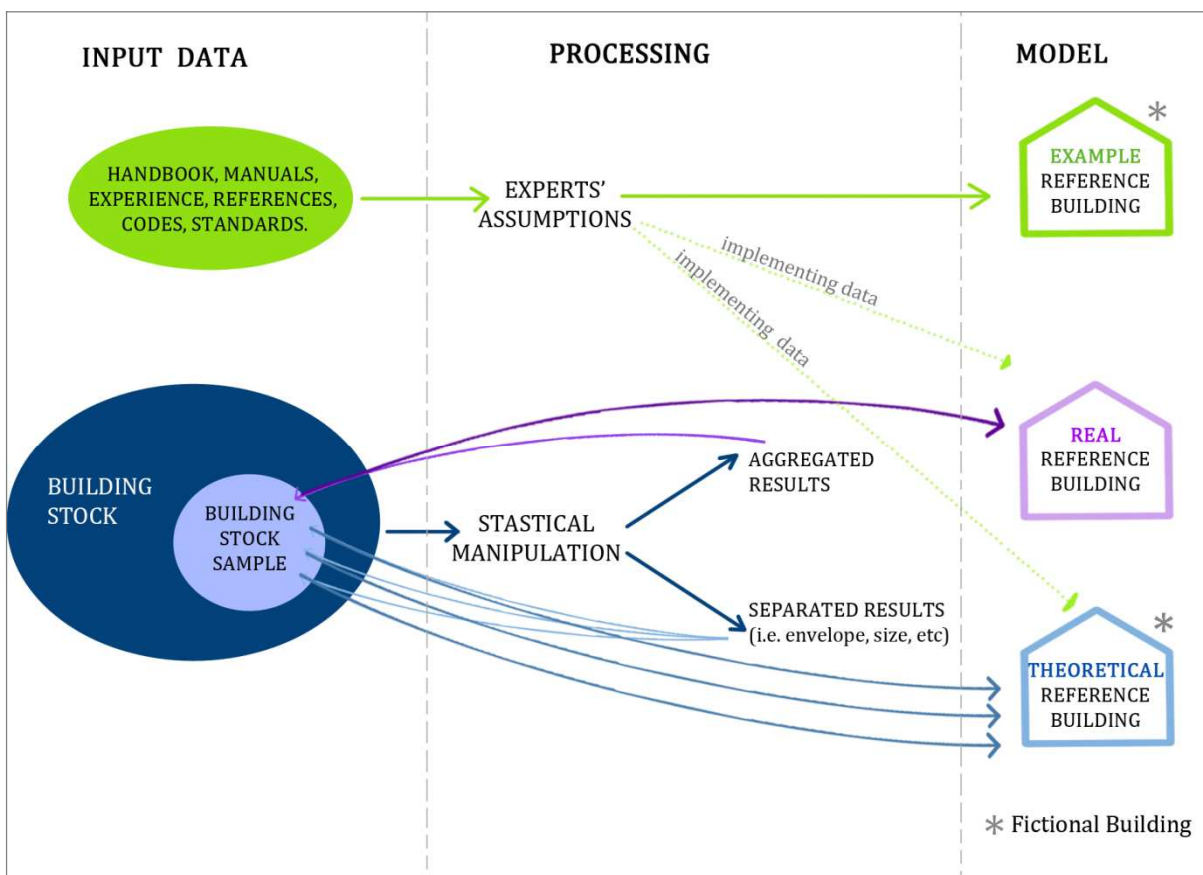 INPUT DATA
PROCESSING
MODEL
HANDBOOK, MANUALS,
EXPERIENCE, REFERENCES,
CODES, STANDARDS.
EXPERTS'
ASSUMPTIONS
*
EXAMPLE
REFERENCE
BUILDING
implementing data
implementing data
BUILDING
STOCK
BUILDING
STOCK
SAMPLE
STASTICAL
MANIPULATION
AGGREGATED
RESULTS
REAL
REFERENCE
BUILDING
SEPARATED RESULTS
(i.e. envelope, size, etc)
*
THEORETICAL
REFERENCE
BUILDING
* Fictional Building